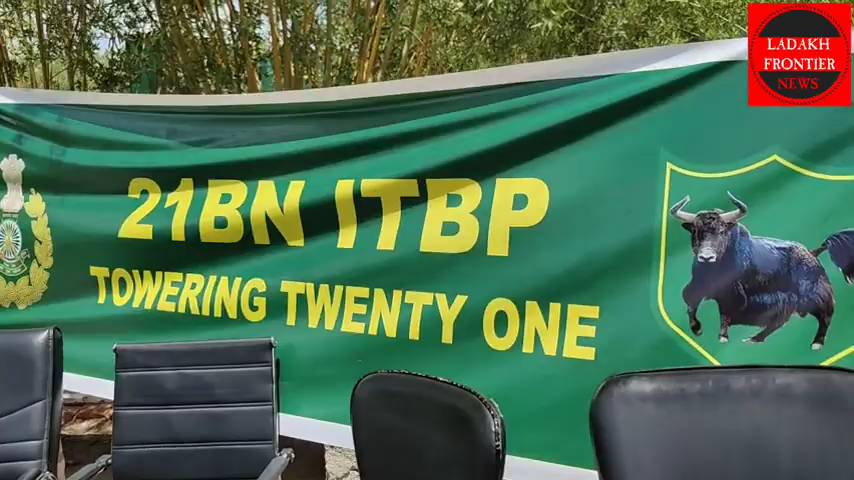 LADAKH
FRONTIER
NEWS
21BN ITBP
TOWERING TWENTY ONE